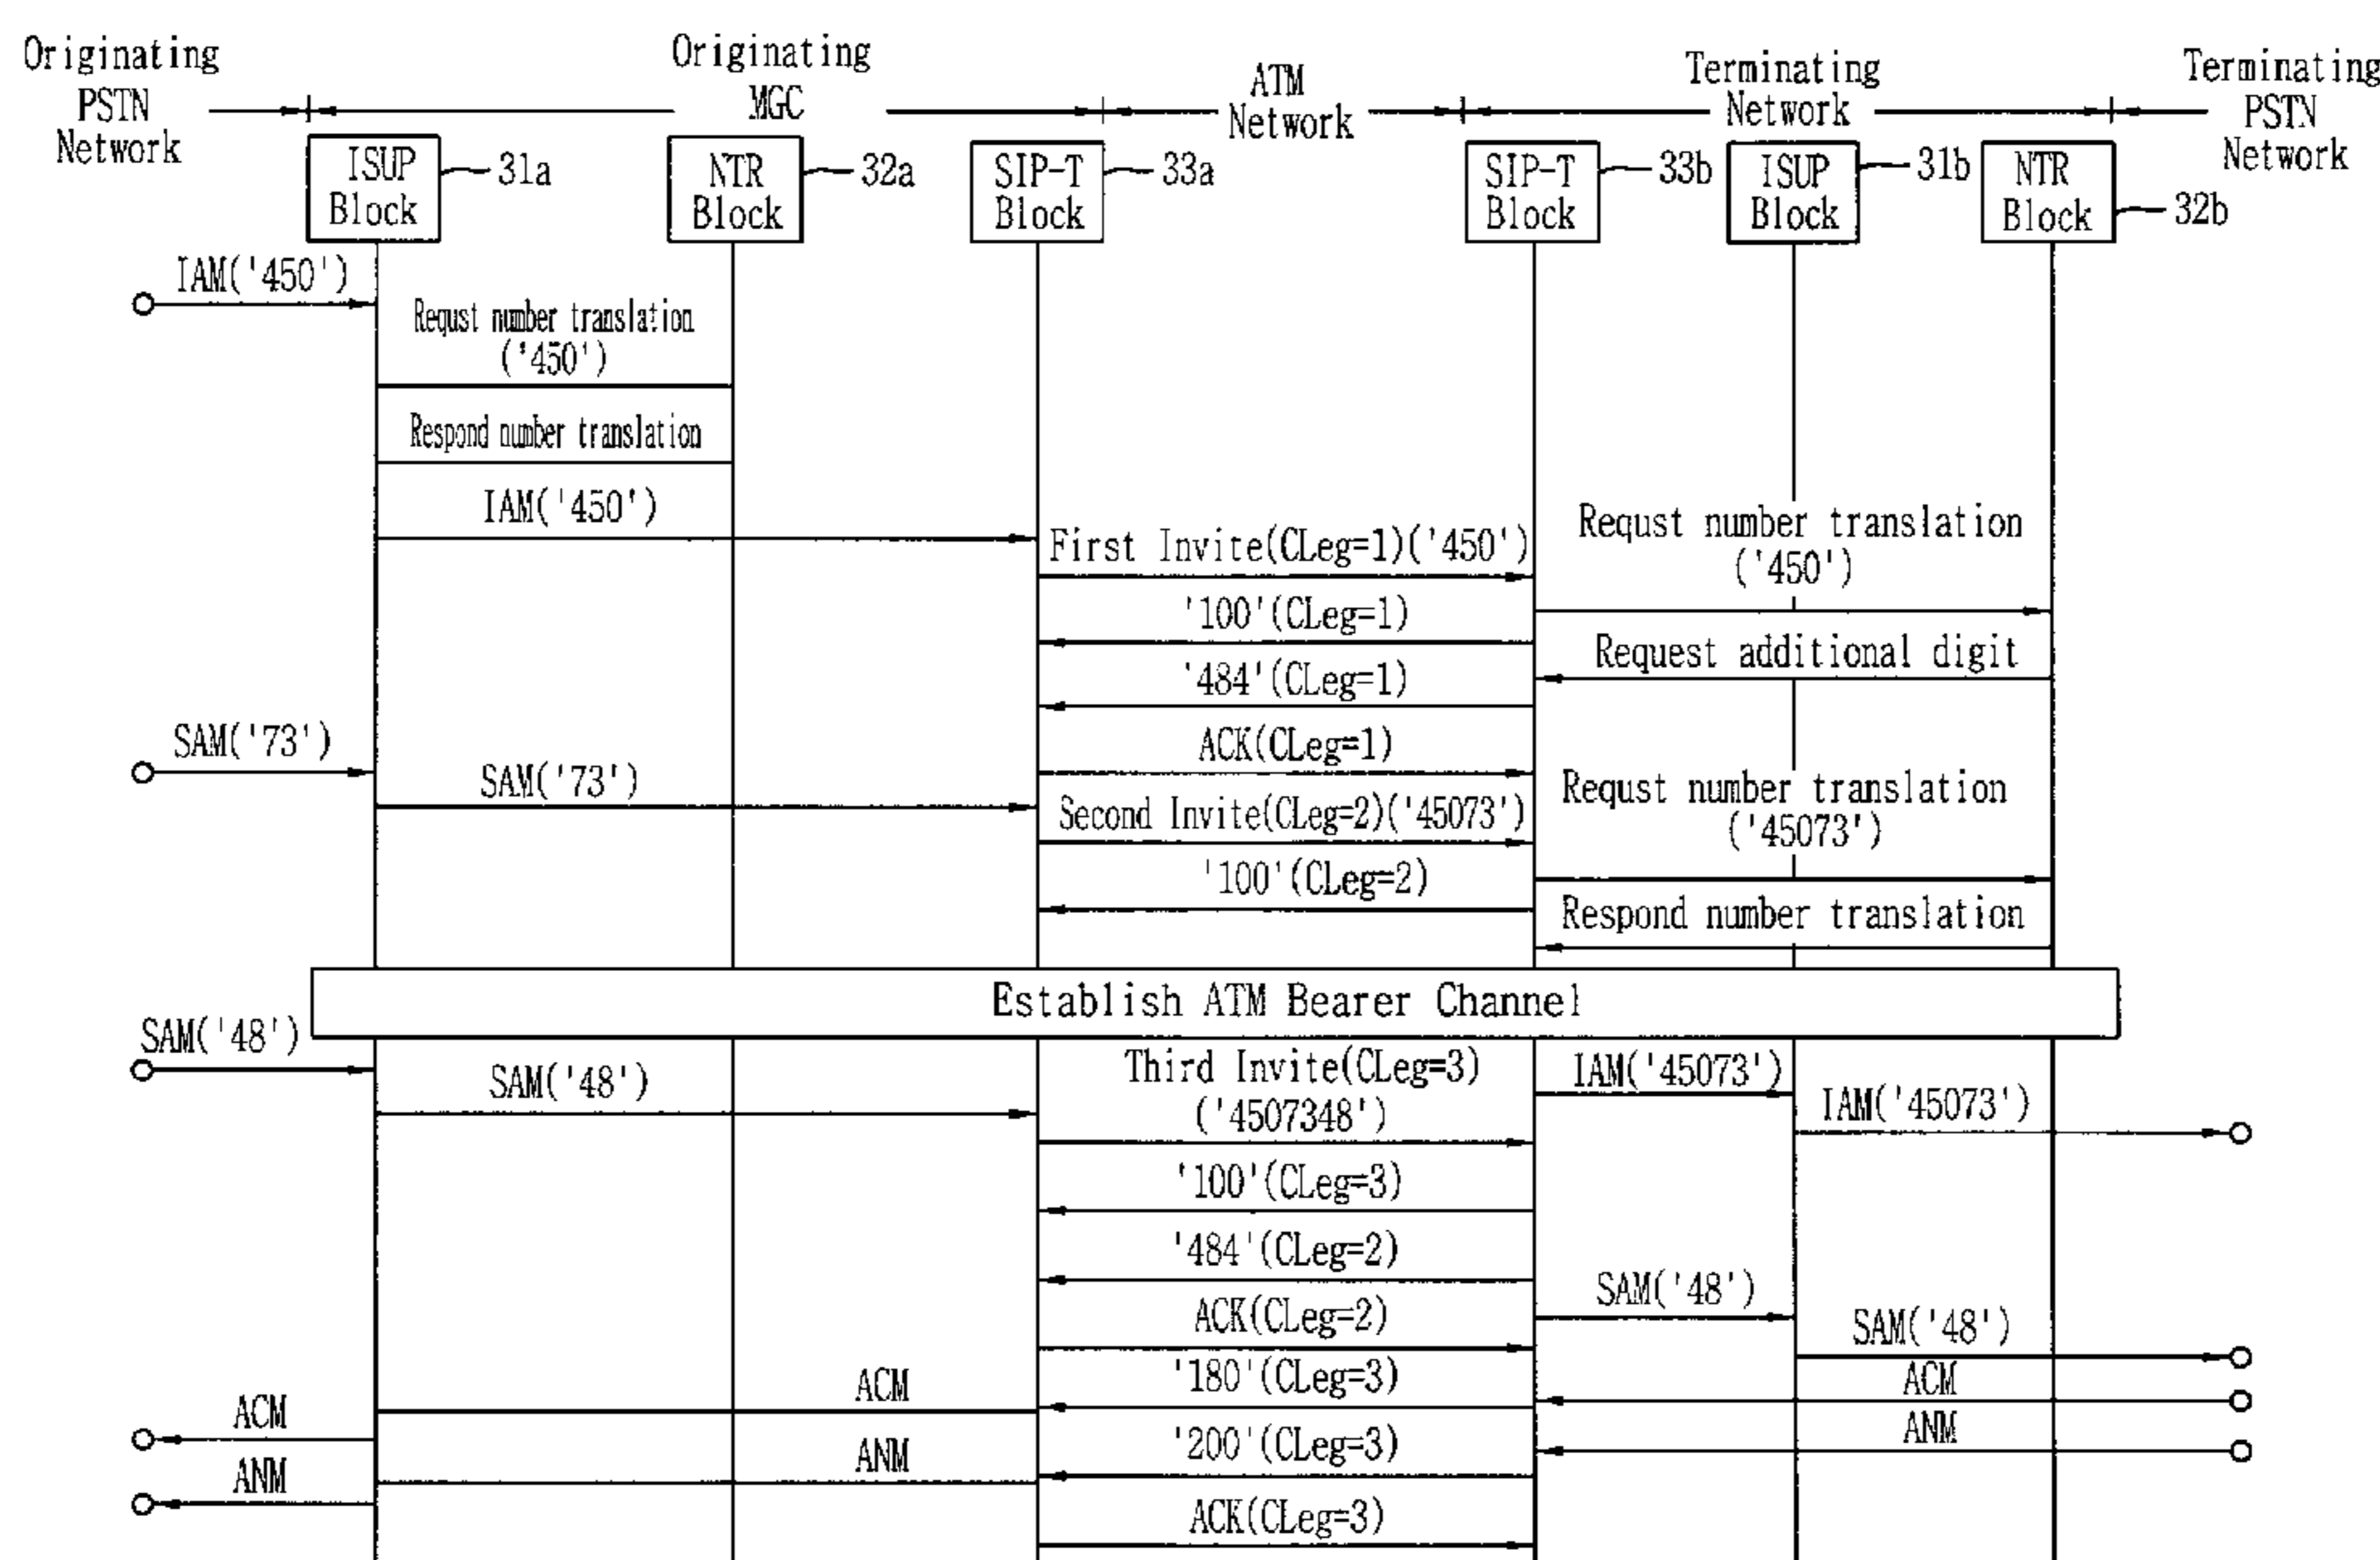 Originating
PSTN
Network
Originating
MGC
ATM
Network
Terminating
Network
Terminating
PSTN
Network
ISUP
Block
31a
NTR
Block
32a
SIP-T
Block
33a
SIP-T
Block
33b
ISUP
Block
31b
NTR
Block
32b
IAM('450')
Requst number translation
('450')
Respond number translation
IAM('450')
First Invite(CLeg=1)('450')
Requst number translation
('450')
'100'(CLeg=1)
Request additional digit
'484'(CLeg=1)
SAM('73')
ACK(CLeg=1)
SAM('73')
Requst number translation
('45073')
Second Invite(CLeg=2)('45073')
'100'(CLeg=2)
Respond number translation
Establish ATM Bearer Channel
SAM('48')
SAM('48')
Third Invite(CLeg=3)
('4507348')
IAM('45073')
IAM('45073')
'100'(CLeg=3)
'484'(CLeg=2)
SAM('48')
ACK(CLeg=2)
SAM('48')
'180'(CLeg=3)
ACM
ACM
ACM
'200'(CLeg=3)
ANM
ANM
ANM
ACK(CLeg=3)